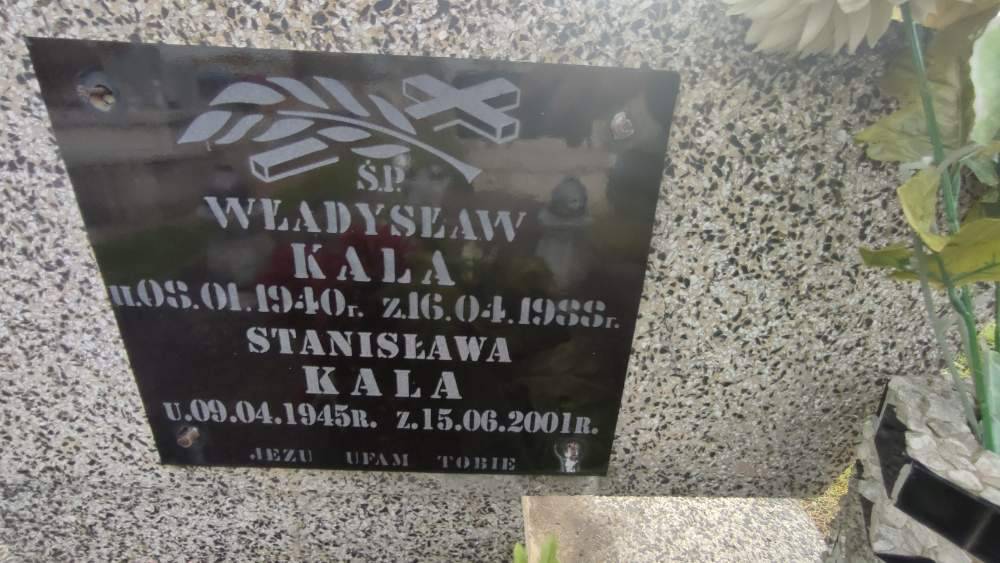 Ś.P.
WŁADYSŁAW
KALA
u.08.01.1940r. z.16.04.1988r.
STANISŁAWA
KALA
U.09.04.1945R. Z.15.06.2001R.
JEZU UFAM TOBIE